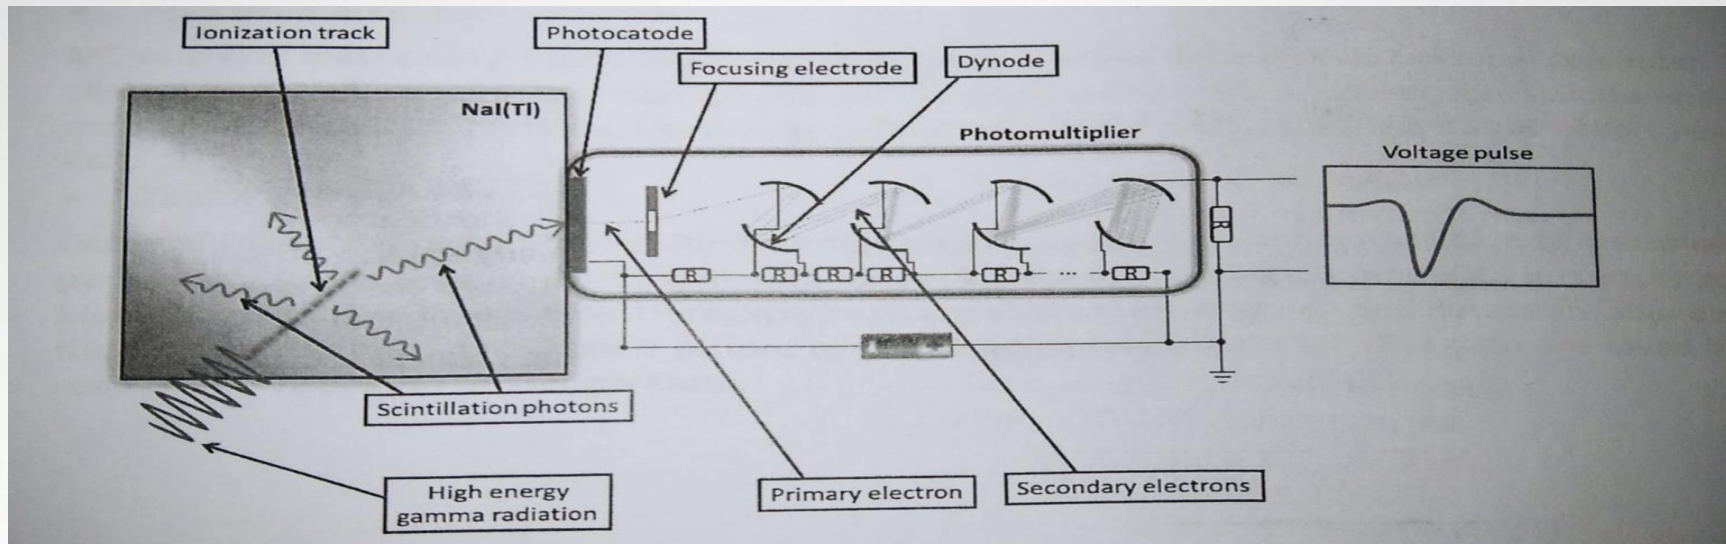 Ionization track
Photocatode
Focusing electrode
Dynode
NaI(Tl)
Photomultiplier
Voltage pulse
R
R
R
R
R
...
R
R
Scintillation photons
High energy
gamma radiation
Primary electron
Secondary electrons